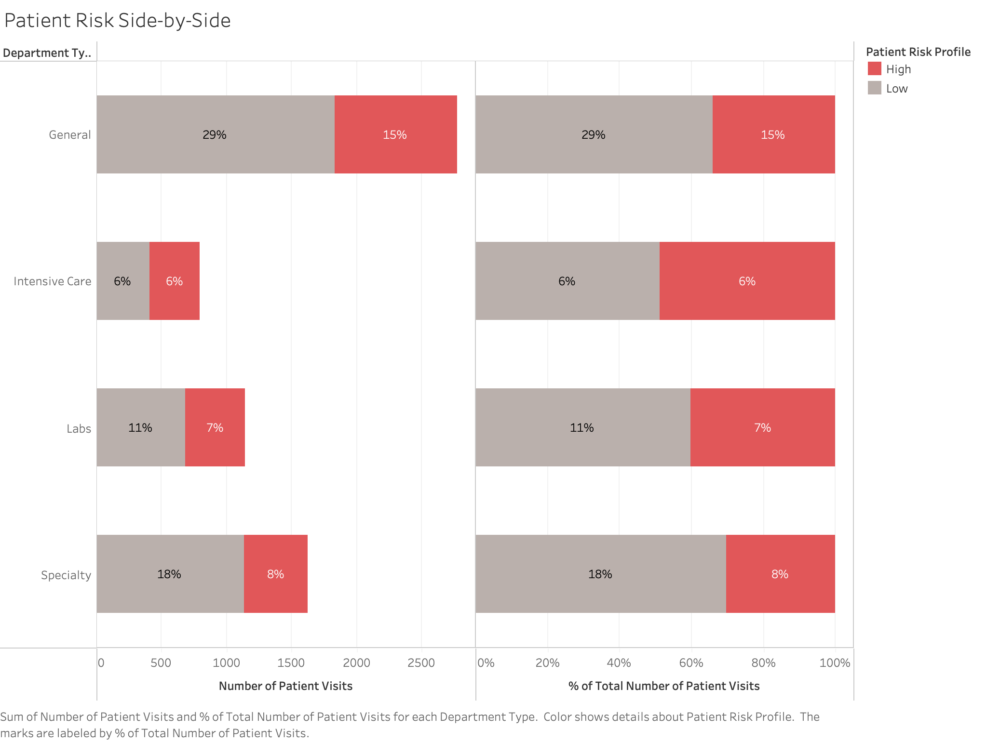 Patient Risk Side-by-Side
Department Ty..
Patient Risk Profile
High
Low
General
29%
15%
29%
15%
Intensive Care
6%
6%
6%
6%
Labs
11%
7%
11%
7%
Specialty
18%
8%
18%
8%
0 500 1000 1500 2000 2500
0% 20% 40% 60% 80% 100%
Number of Patient Visits
% of Total Number of Patient Visits
Sum of Number of Patient Visits and % of Total Number of Patient Visits for each Department Type.  Color shows details about Patient Risk Profile.  The
marks are labeled by % of Total Number of Patient Visits.